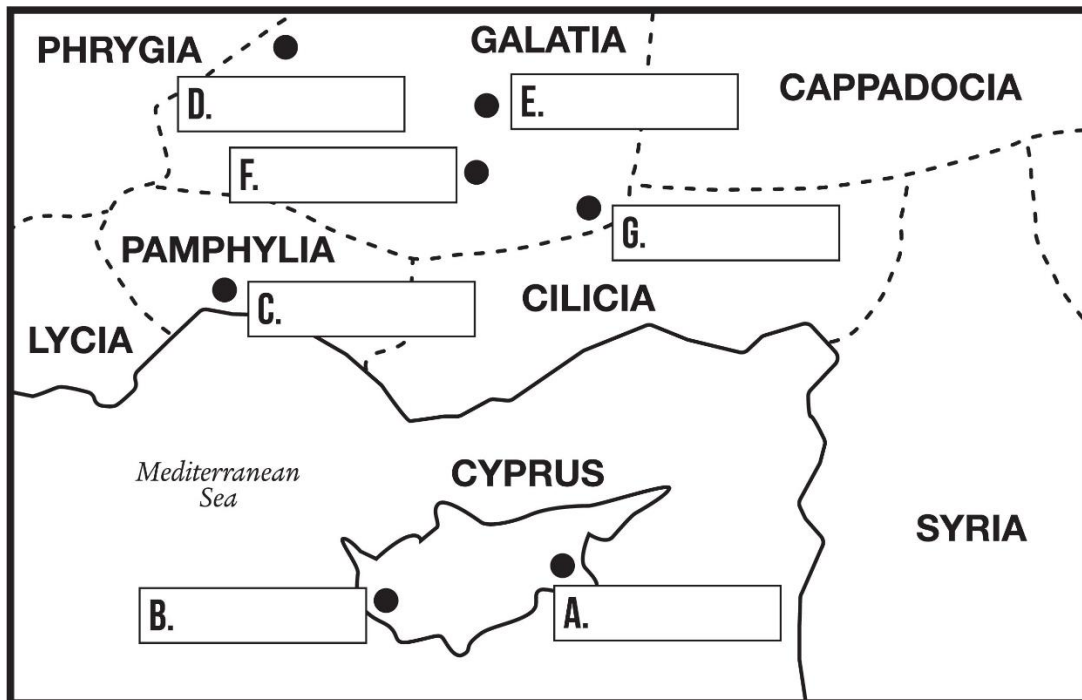 PHRYGIA
GALATIA
CAPPADOCIA
D.
E.
F.
G.
PAMPHYLIA
C.
CILICIA
LYCIA
Mediterranean
Sea
CYPRUS
SYRIA
B.
A.